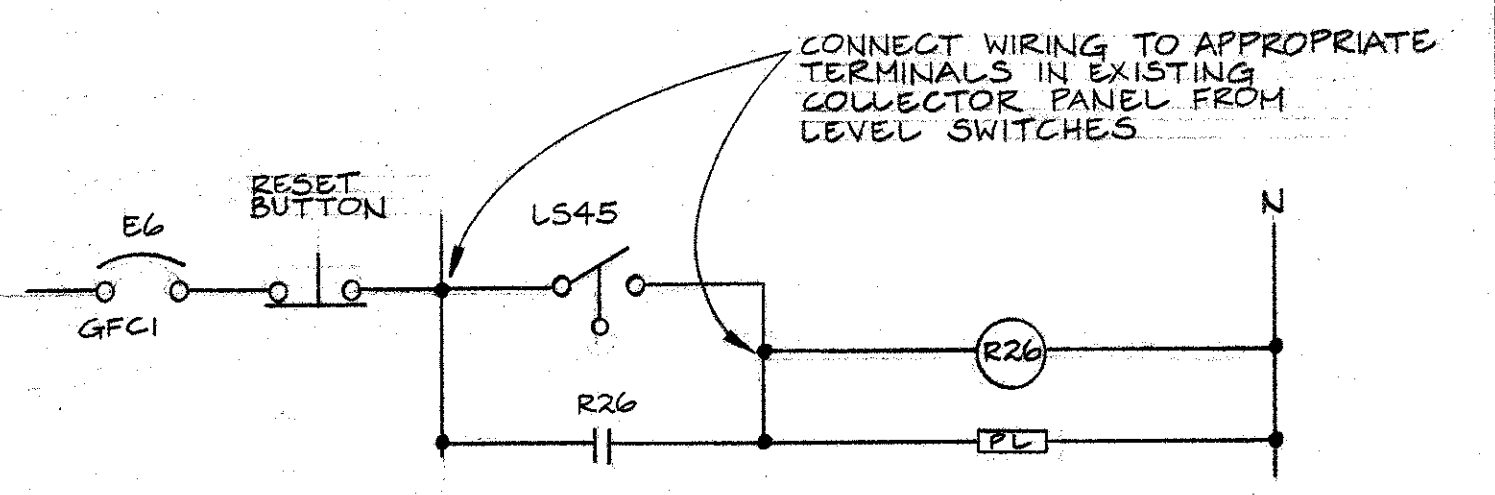 CONNECT WIRING TO APPROPRIATE
TERMINALS IN EXISTING
COLLECTOR PANEL FROM
LEVEL SWITCHES
RESET
BUTTON
E6
LS45
N
GFCI
R26
R26
PL